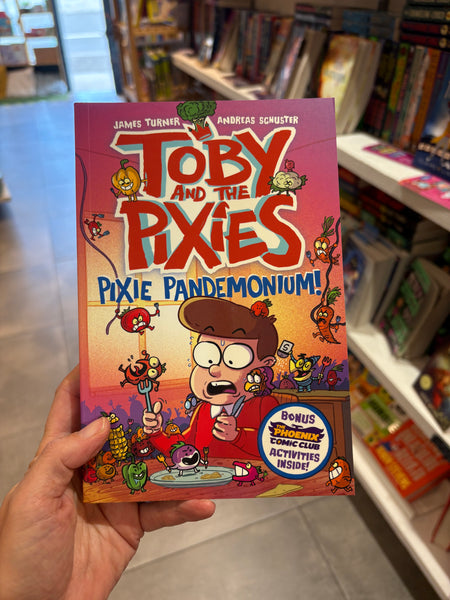 JAMES TURNER ANDREAS SCHUSTER
TOBY
AND THE
PIXIES
PIXIE PANDEMONIUM!
BONUS
THE PHOENIX
COMIC CLUB
ACTIVITIES
INSIDE!